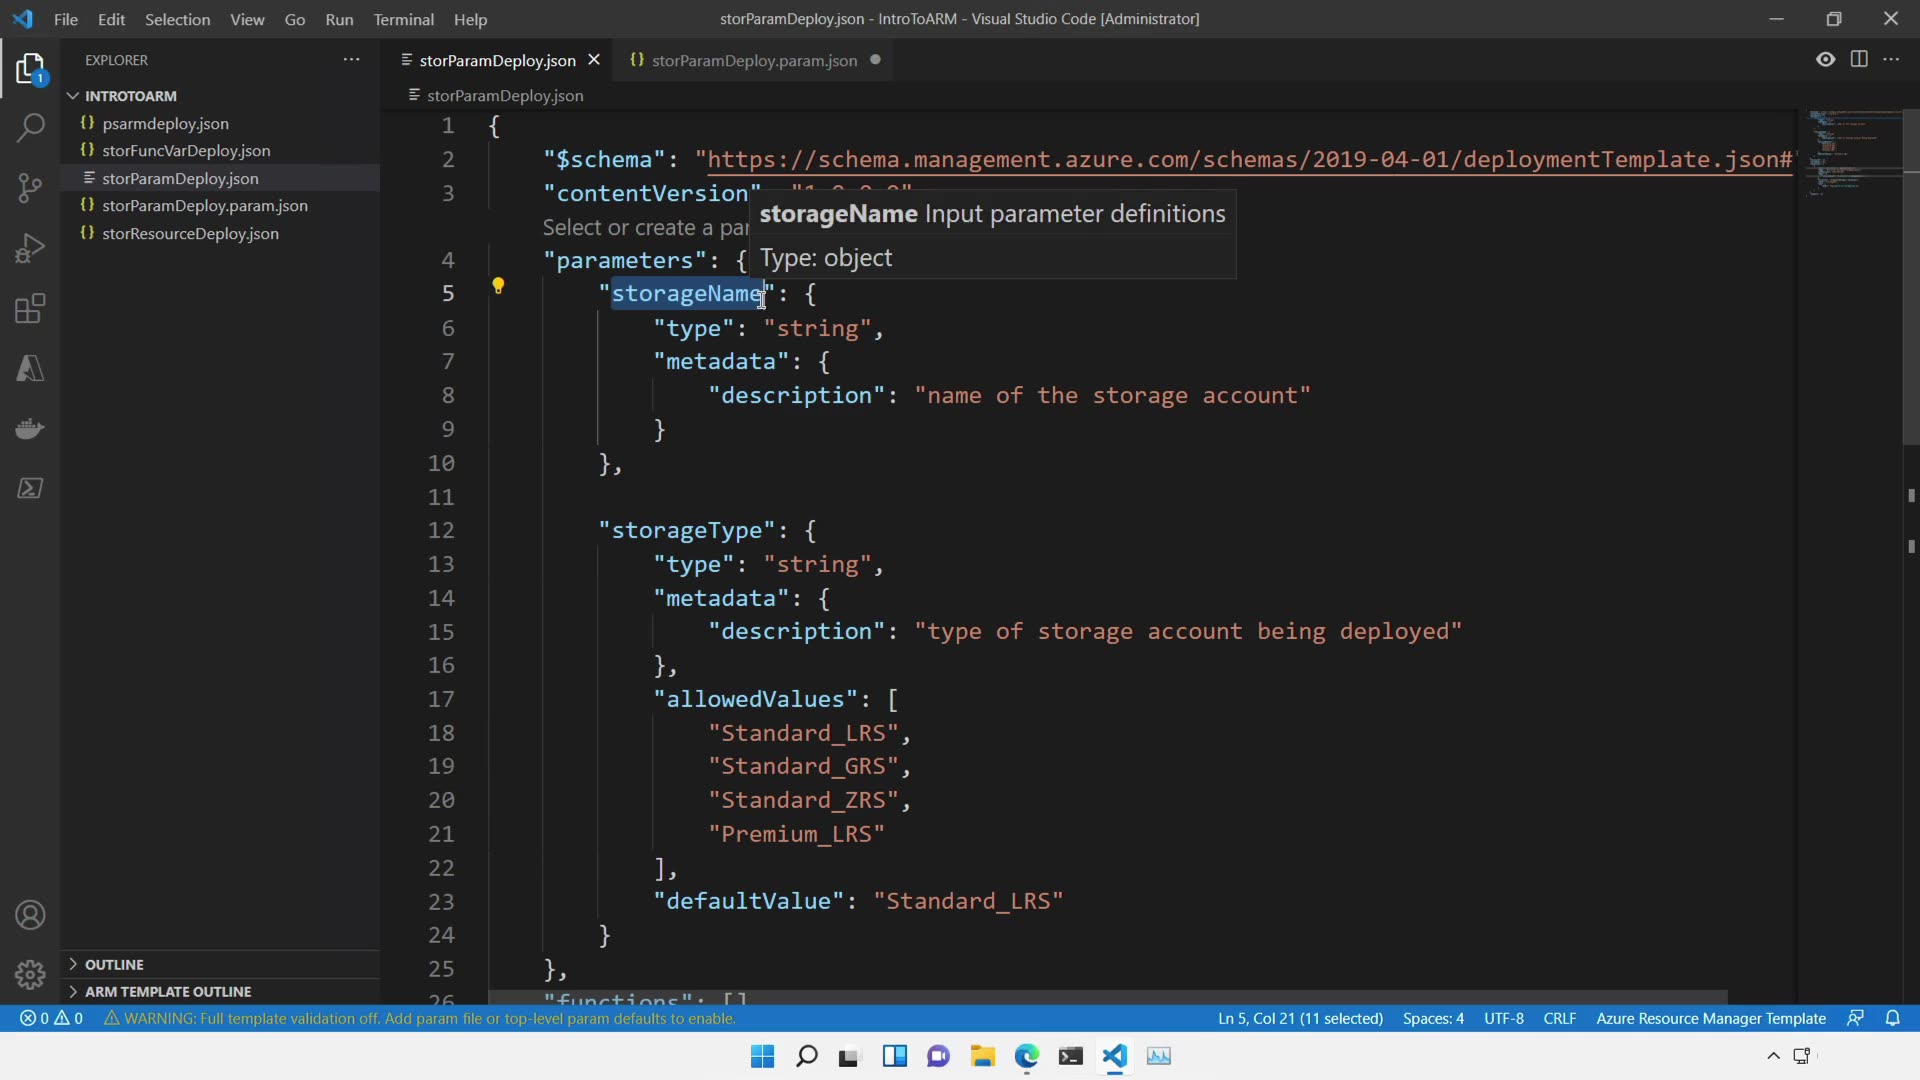 File Edit Selection View Go Run Terminal Help
storParamDeploy.json - IntroToARM - Visual Studio Code [Administrator]
EXPLORER
1
INTROTOARM
psarmdeploy.json
storFuncVarDeploy.json
storParamDeploy.json
storParamDeploy.param.json
storResourceDeploy.json
OUTLINE
ARM TEMPLATE OUTLINE
storParamDeploy.json
storParamDeploy.param.json
storParamDeploy.json
1 {
2 "$schema": "https://schema.management.azure.com/schemas/2019-04-01/deploymentTemplate.json#
3 "contentVersion"
Select or create a par
storageName Input parameter definitions
Type: object
4 "parameters": {
5 "storageName": {
6 "type": "string",
7 "metadata": {
8 "description": "name of the storage account"
9 }
10 },
11
12 "storageType": {
13 "type": "string",
14 "metadata": {
15 "description": "type of storage account being deployed"
16 },
17 "allowedValues": [
18 "Standard_LRS",
19 "Standard_GRS",
20 "Standard_ZRS",
21 "Premium_LRS"
22 ],
23 "defaultValue": "Standard_LRS"
24 }
25 },
26 "functions": []
0 0 WARNING: Full template validation off. Add param file or top-level param defaults to enable.
Ln 5, Col 21 (11 selected) Spaces: 4 UTF-8 CRLF Azure Resource Manager Template